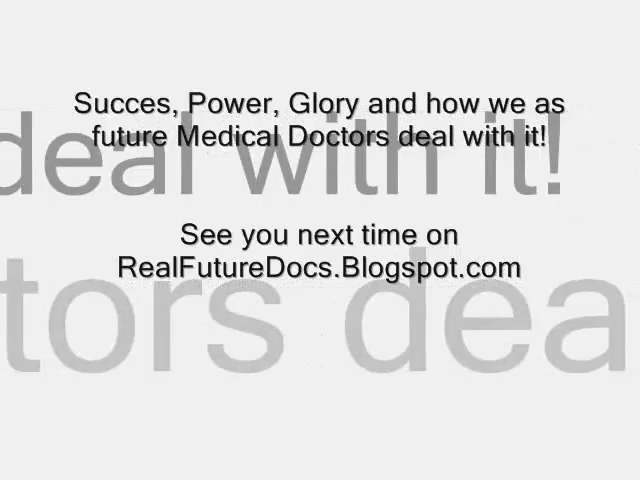 Succes, Power, Glory and how we as
future Medical Doctors deal with it!
deal with it!
See you next time on
RealFutureDocs.Blogspot.com
tors dea